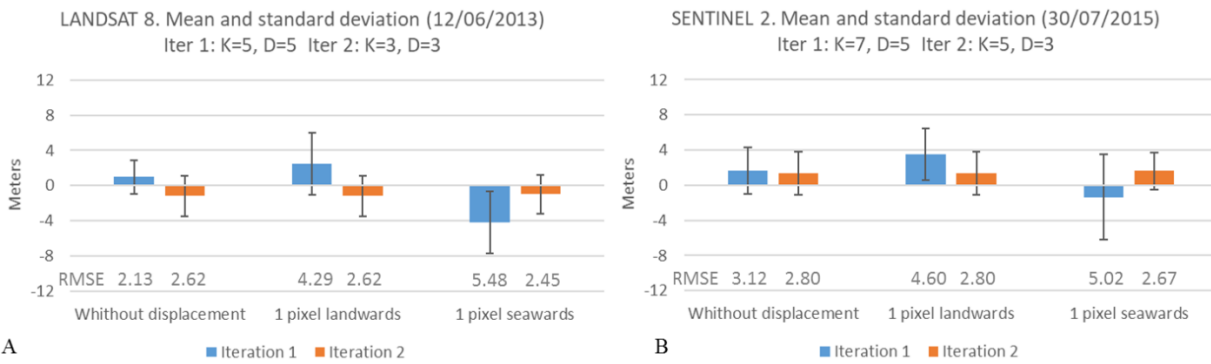 LANDSAT 8. Mean and standard deviation (12/06/2013)
Iter 1: K=5, D=5 Iter 2: K=3, D=3
12
8
4
0
-4
-8
-12
Meters
RMSE 2.13 2.62 4.29 2.62 5.48 2.45
Whithout displacement 1 pixel landwards 1 pixel seawards
Iteration 1 Iteration 2
A
SENTINEL 2. Mean and standard deviation (30/07/2015)
Iter 1: K=7, D=5 Iter 2: K=5, D=3
12
8
4
0
-4
-8
-12
Meters
RMSE 3.12 2.80 4.60 2.80 5.02 2.67
Whithout displacement 1 pixel landwards 1 pixel seawards
Iteration 1 Iteration 2
B